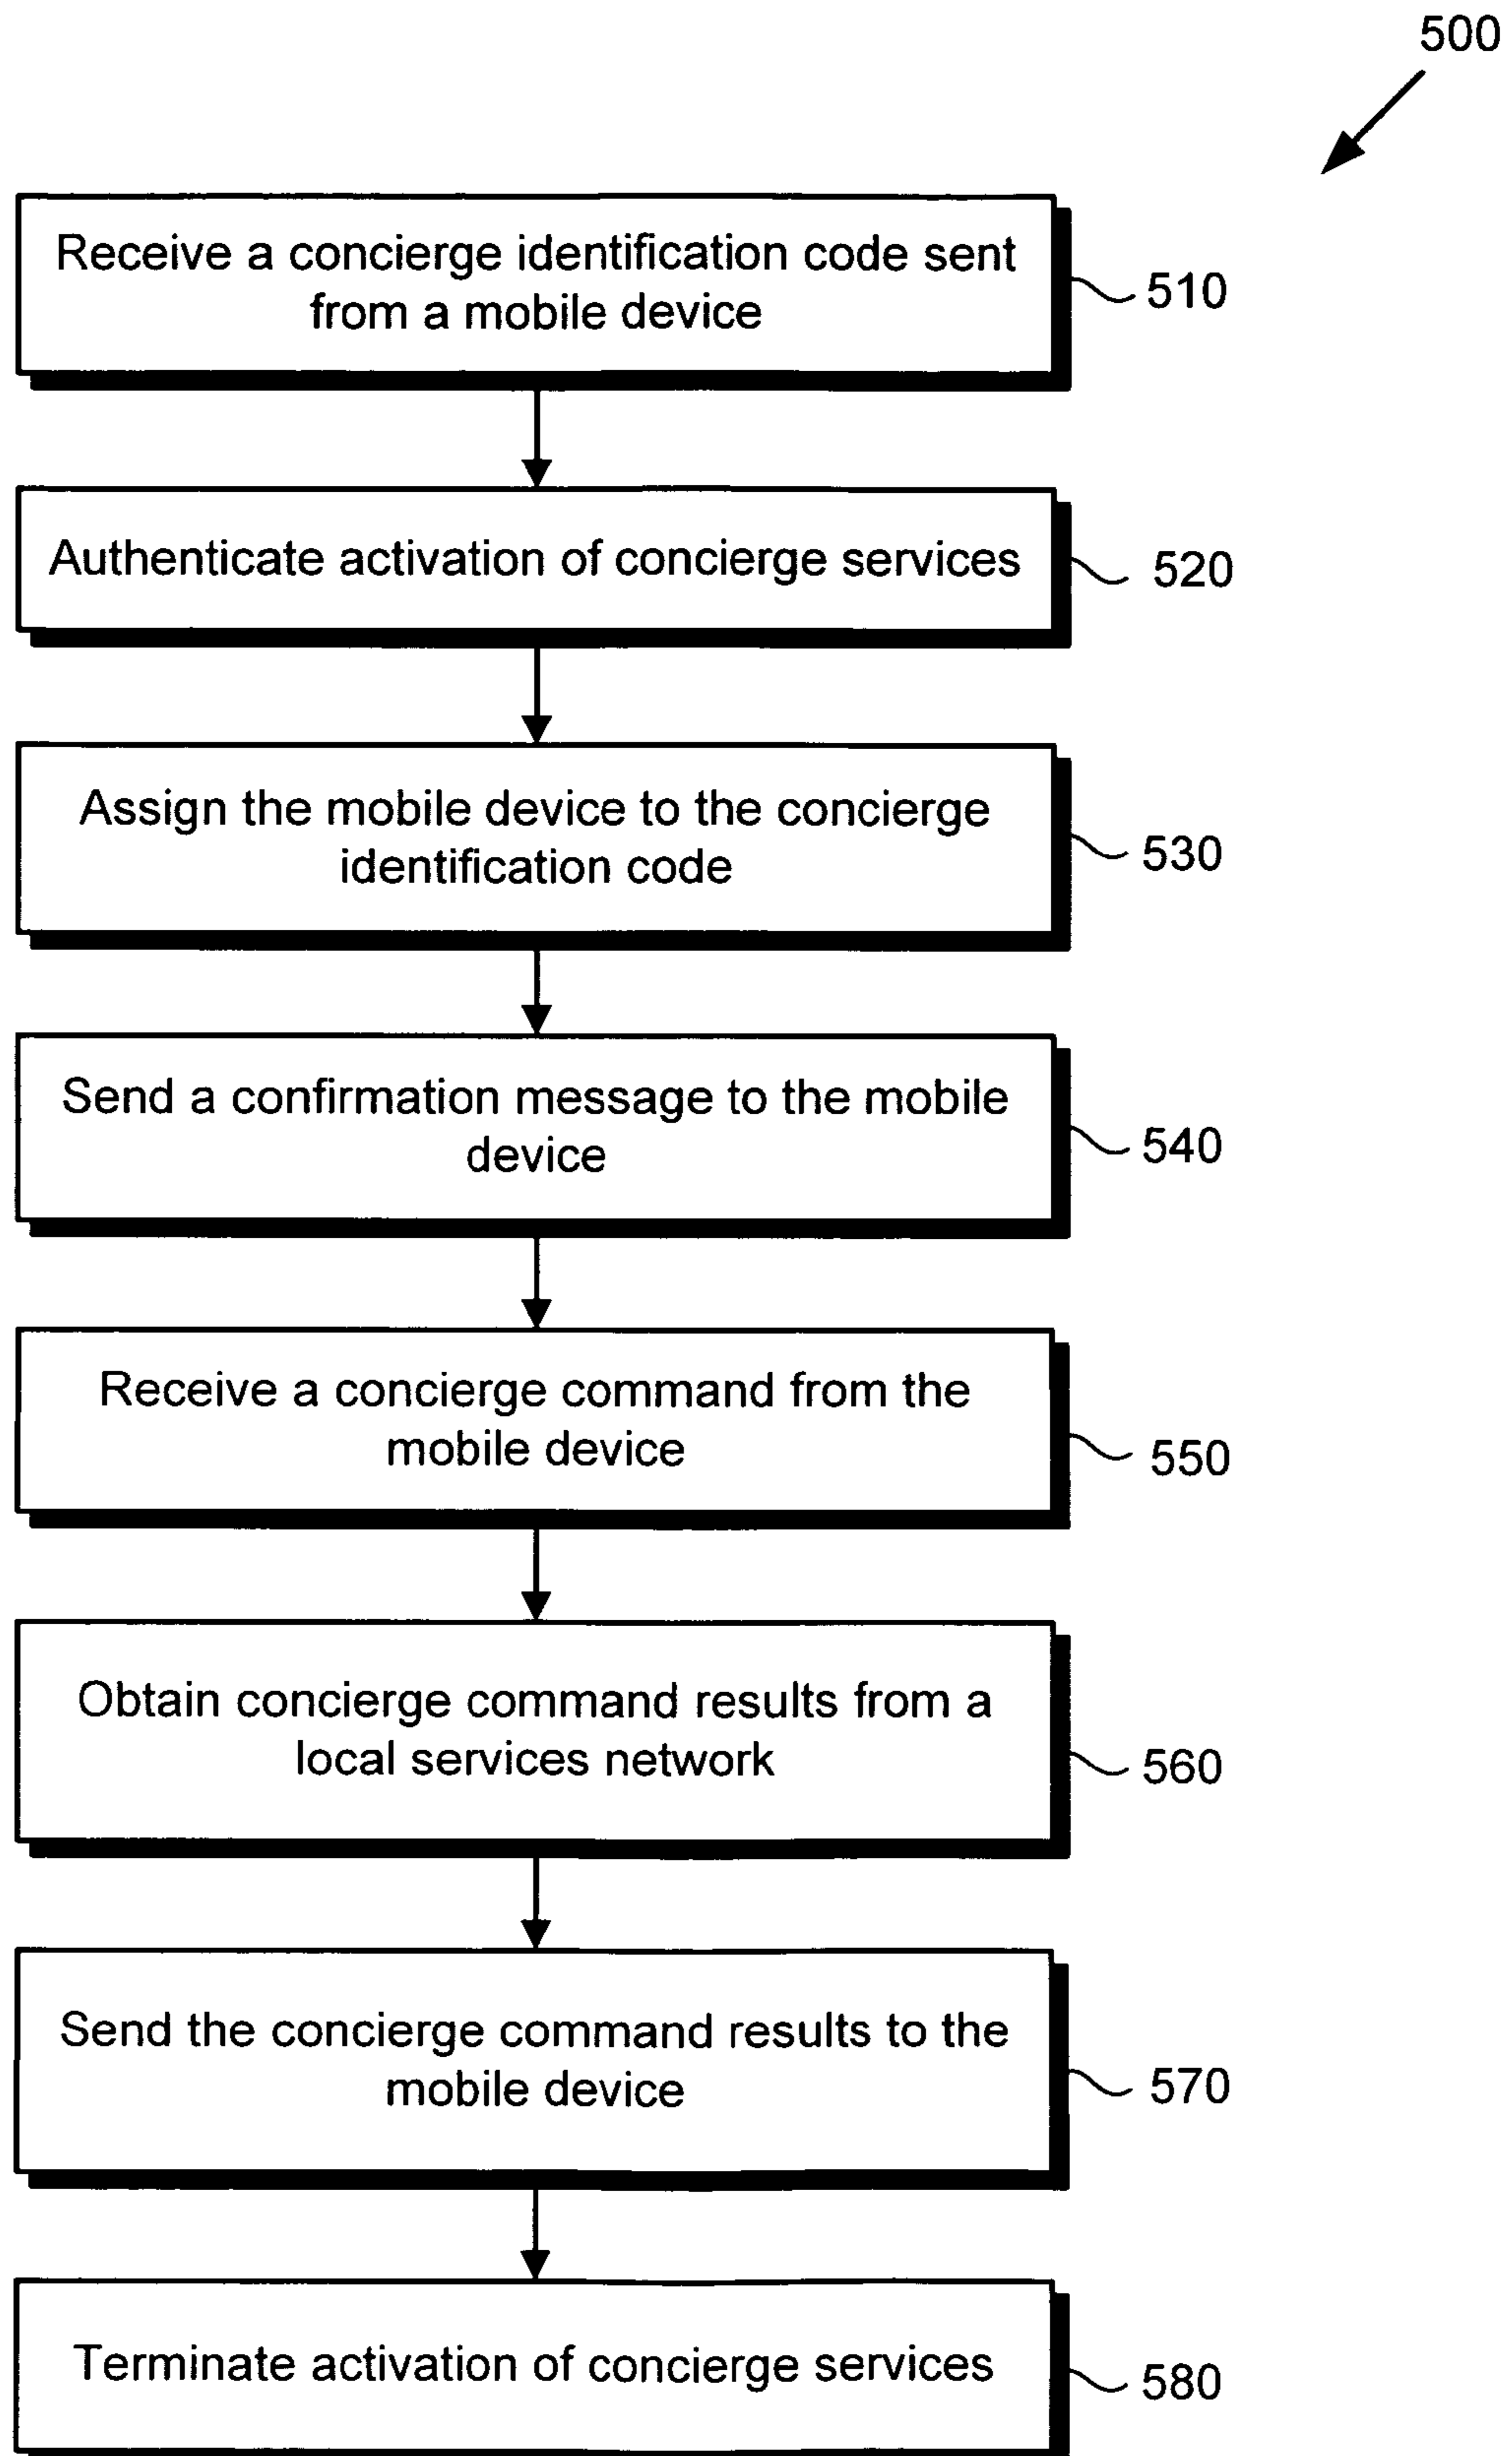 500
Receive a concierge identification code sent
from a mobile device
510
Authenticate activation of concierge services
520
Assign the mobile device to the concierge
identification code
530
Send a confirmation message to the mobile
device
540
Receive a concierge command from the
mobile device
550
Obtain concierge command results from a
local services network
560
Send the concierge command results to the
mobile device
570
Terminate activation of concierge services
580